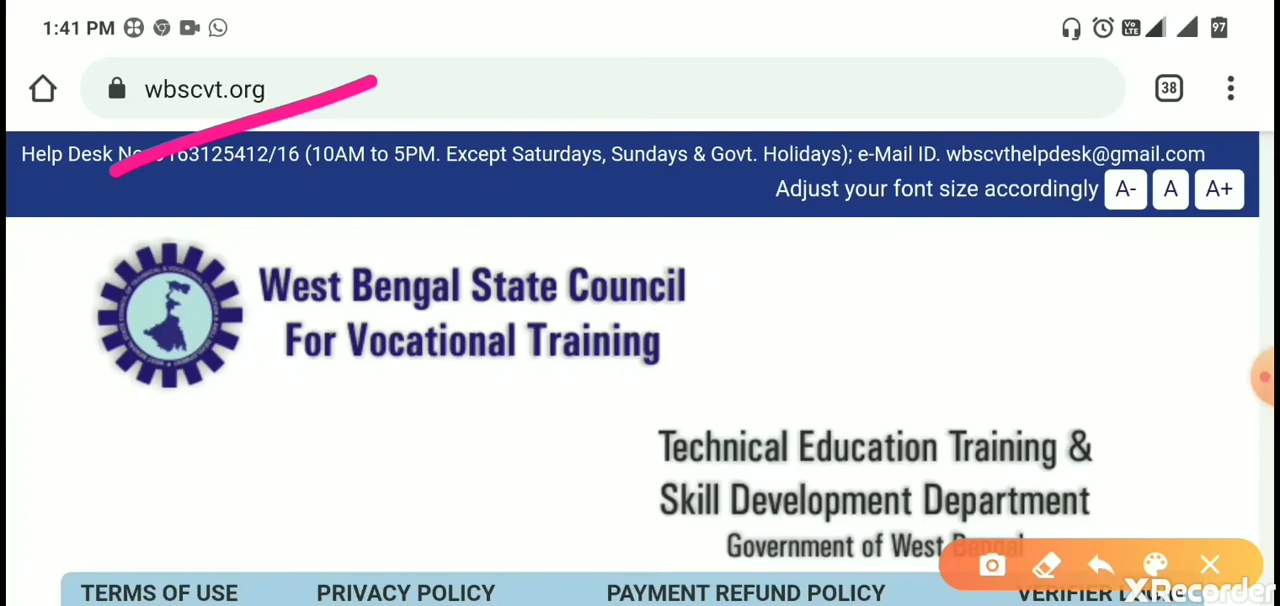 1:41 PM
97
wbscvt.org
38
Help Desk 63125412/16 (10AM to 5PM. Except Saturdays, Sundays & Govt. Holidays); e-Mail ID. wbscvthelpdesk@gmail.com
Adjust your font size accordingly A- A A+
West Bengal State Council
For Vocational Training
Technical Education Training &
Skill Development Department
Government of West Bengal
TERMS OF USE PRIVACY POLICY PAYMENT REFUND POLICY VERIFIER
XRecorder